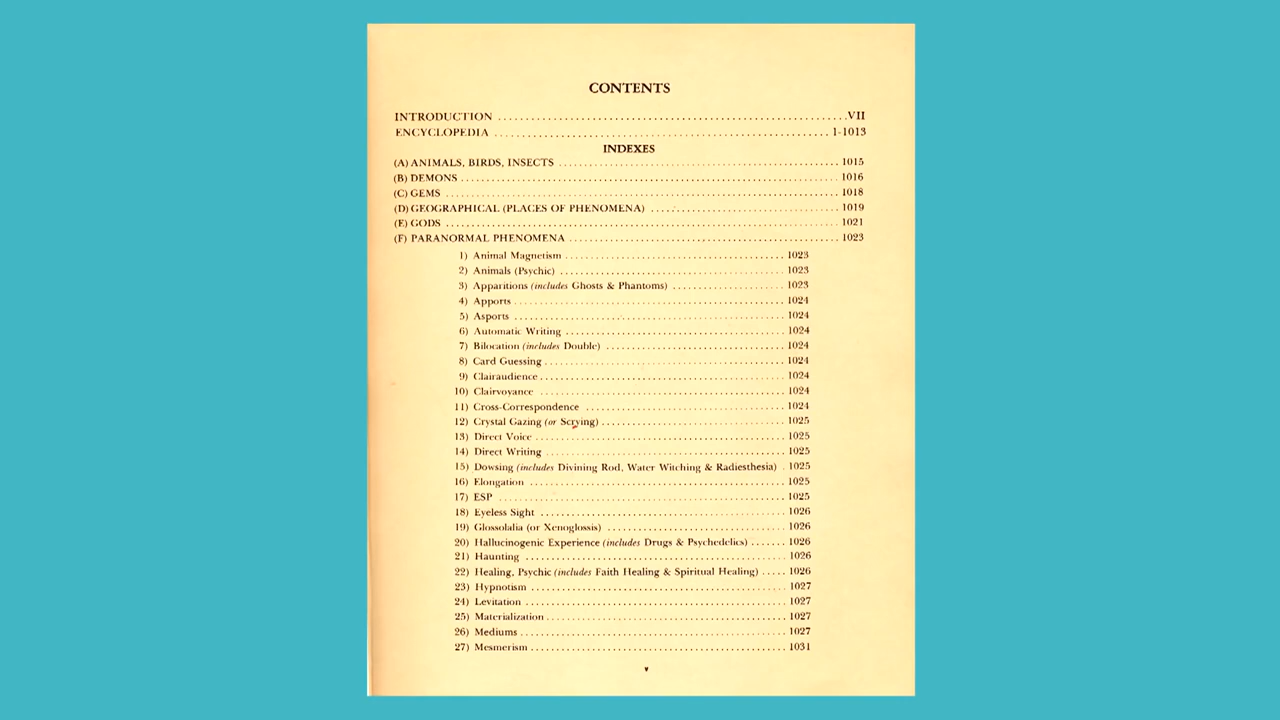 CONTENTS
INTRODUCTION ........................................ VII
ENCYCLOPEDIA ........................................ 1-1013
INDEXES
(A) ANIMALS, BIRDS, INSECTS ........................................ 1015
(B) DEMONS ........................................ 1016
(C) GEMS ........................................ 1018
(D) GEOGRAPHICAL (PLACES OF PHENOMENA) ........................................ 1019
(E) GODS ........................................ 1021
(F) PARANORMAL PHENOMENA ........................................ 1023
1) Animal Magnetism ........................................ 1023
2) Animals (Psychic) ........................................ 1023
3) Apparitions (includes Ghosts & Phantoms) .................... 1023
4) Apports ........................................ 1024
5) Asports ........................................ 1024
6) Automatic Writing ........................................ 1024
7) Bilocation (includes Double) .............................. 1024
8) Card Guessing ........................................ 1024
9) Clairaudience ........................................ 1024
10) Clairvoyance ........................................ 1024
11) Cross-Correspondence .............................. 1024
12) Crystal Gazing (or Scrying) .............................. 1025
13) Direct Voice ........................................ 1025
14) Direct Writing ........................................ 1025
15) Dowsing (includes Divining Rod, Water Witching & Radiesthesia) . 1025
16) Elongation ........................................ 1025
17) ESP ........................................ 1025
18) Eyeless Sight ........................................ 1026
19) Glossolalia (or Xenoglossis) .............................. 1026
20) Hallucinogenic Experience (includes Drugs & Psychedelics) ....... 1026
21) Haunting ........................................ 1026
22) Healing, Psychic (includes Faith Healing & Spiritual Healing) ..... 1026
23) Hypnotism ........................................ 1027
24) Levitation ........................................ 1027
25) Materialization ........................................ 1027
26) Mediums ........................................ 1027
27) Mesmerism ........................................ 1031
v